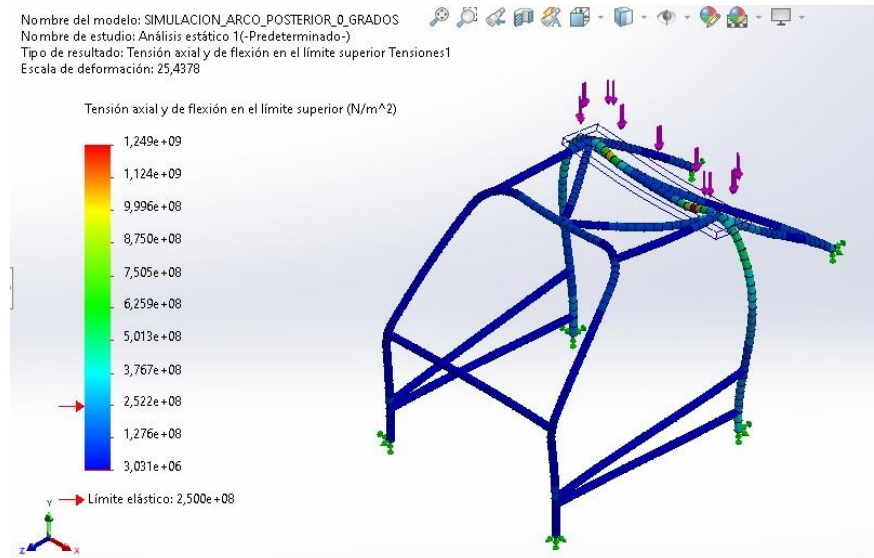 Nombre del modelo: SIMULACION_ARCO_POSTERIOR_0_GRADOS
Nombre de estudio: Análisis estático 1(-Predeterminado-)
Tipo de resultado: Tensión axial y de flexión en el límite superior Tensiones1
Escala de deformación: 25,4378
Tensión axial y de flexión en el límite superior (N/m^2)
1,249e+09
1,124e+09
9,996e+08
8,750e+08
7,505e+08
6,259e+08
5,013e+08
3,767e+08
2,522e+08
1,276e+08
3,031e+06
Límite elástico: 2,500e+08
Y
Z
X